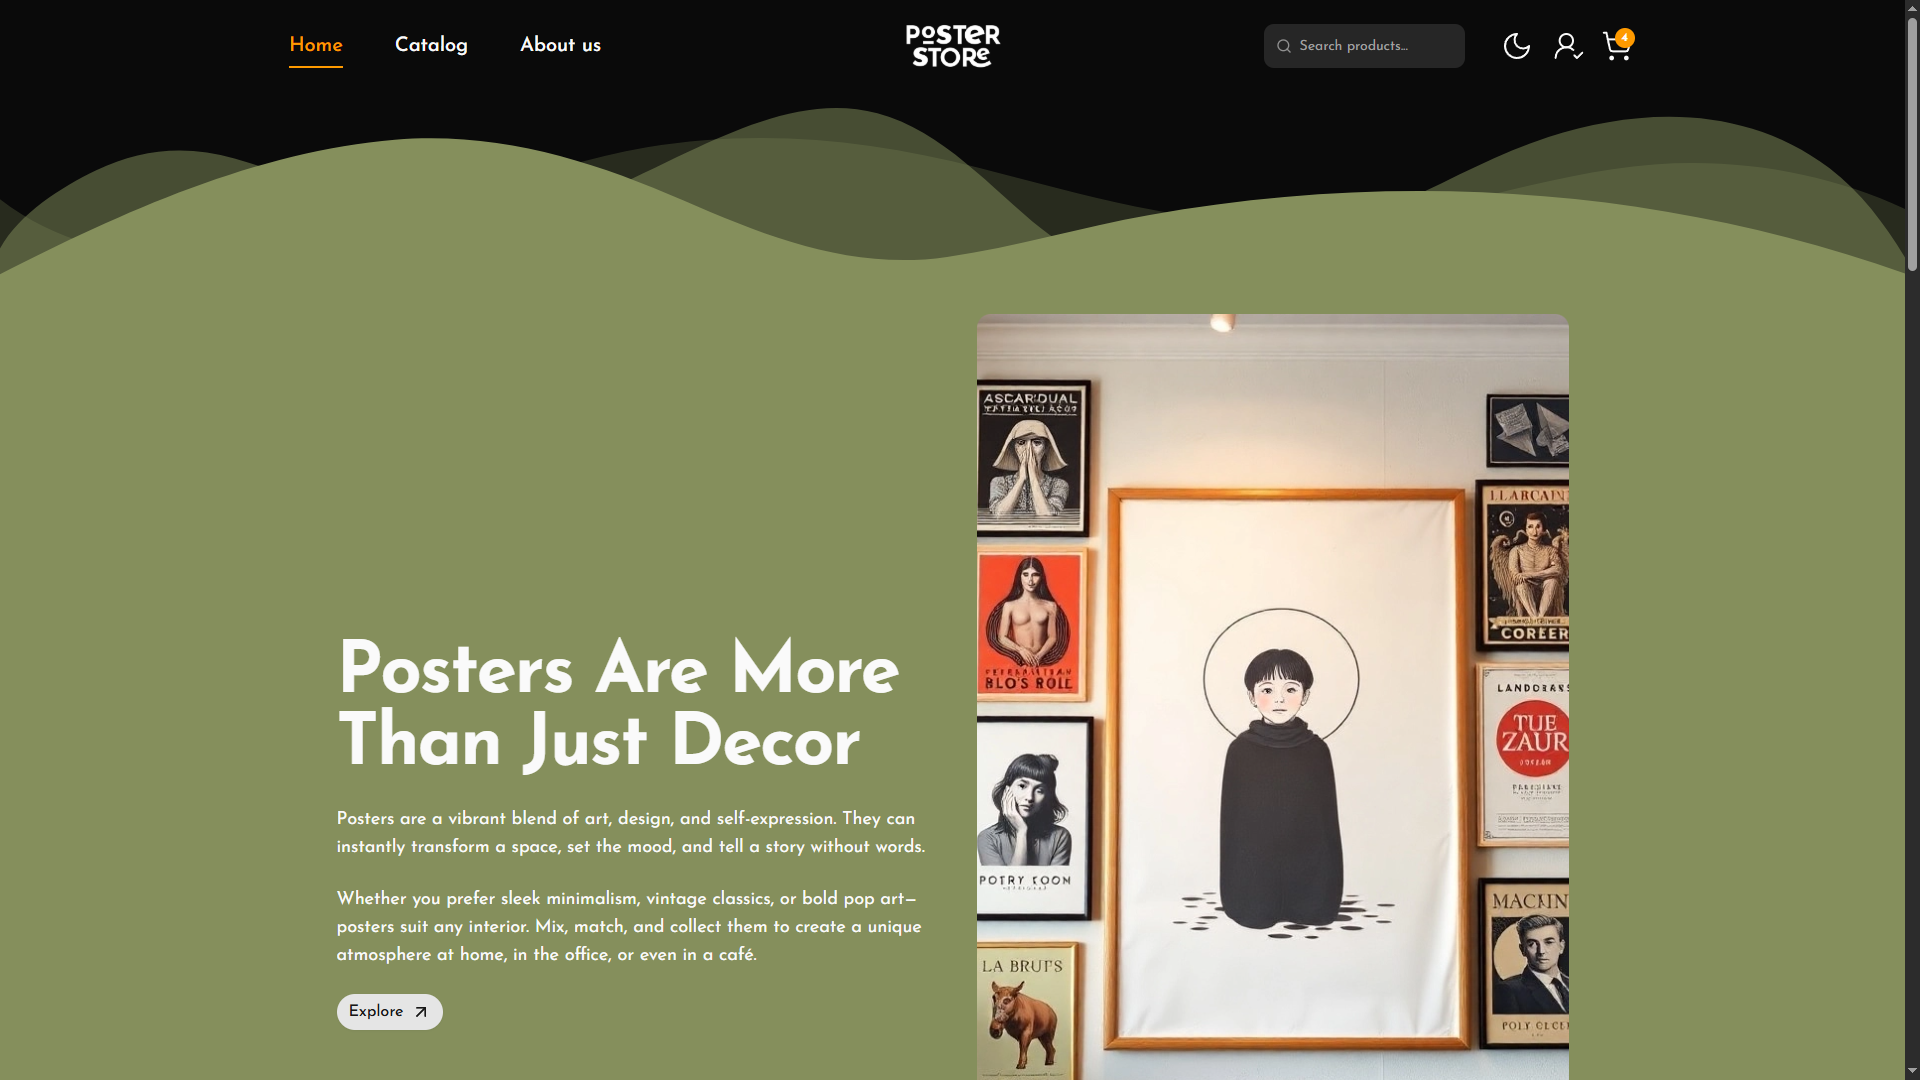 Home
Catalog
About us
POSTER
STORE
Search products...
4
Posters Are More
Than Just Decor
Posters are a vibrant blend of art, design, and self-expression. They can
instantly transform a space, set the mood, and tell a story without words.
Whether you prefer sleek minimalism, vintage classics, or bold pop art—
posters suit any interior. Mix, match, and collect them to create a unique
atmosphere at home, in the office, or even in a café.
Explore
ASCARDUAL
BLO'S ROLE
POTRY COON
LA BRUFS
LLARCAIN
COREER
LANDORASS
TUE
ZAUR
MACKIN